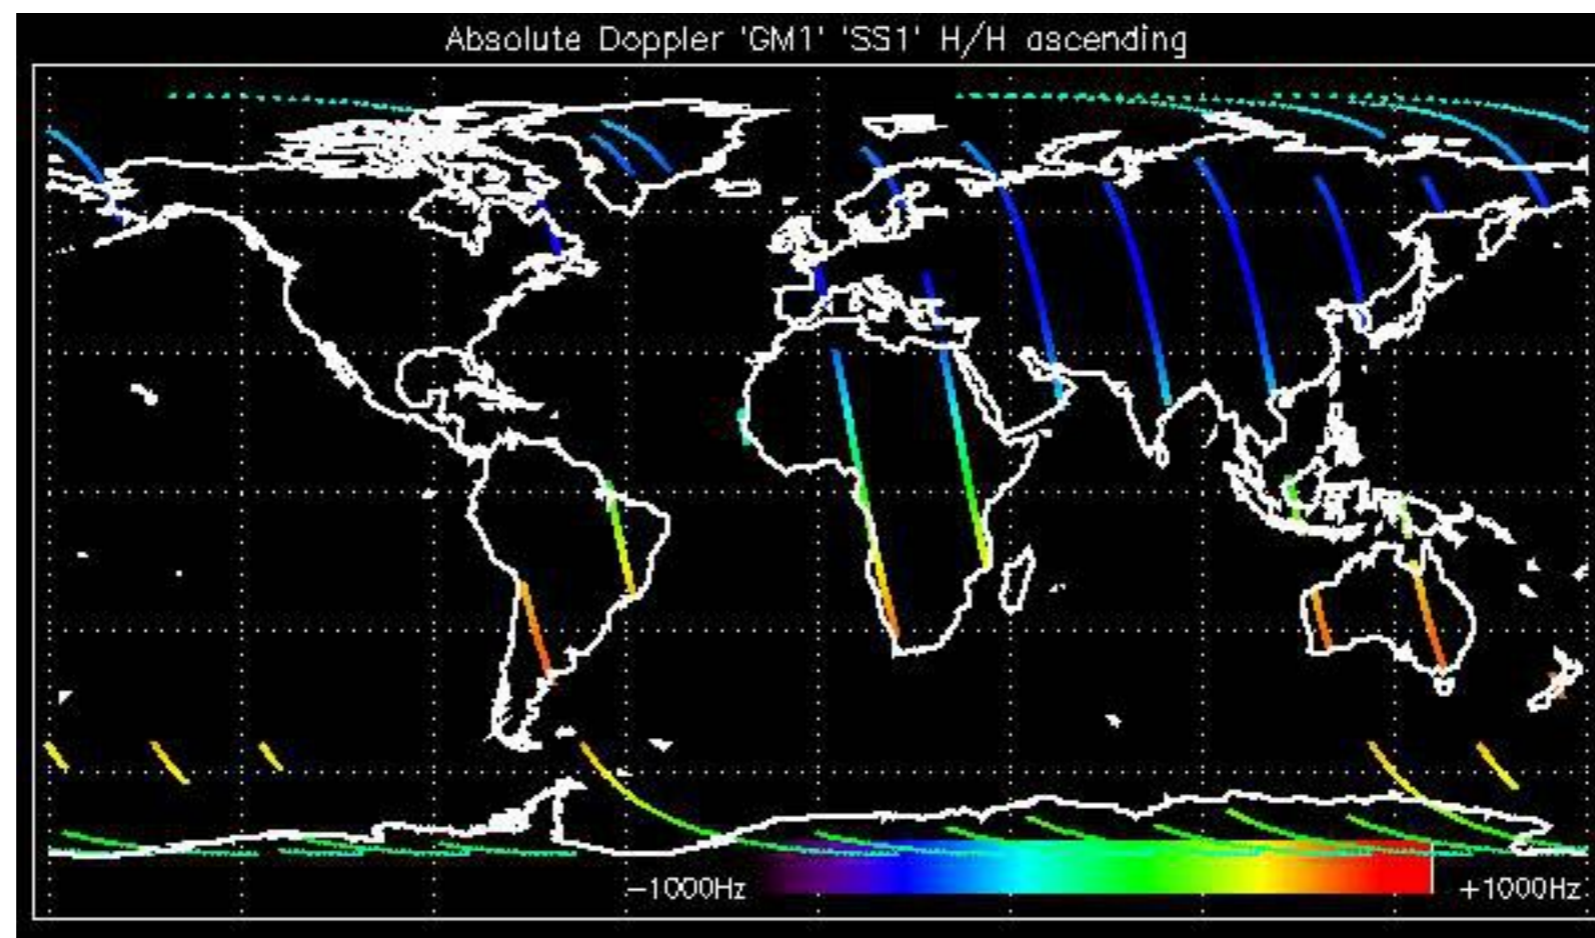 Absolute Doppler 'GM1' 'SS1' H/H ascending
−1000Hz
+1000Hz